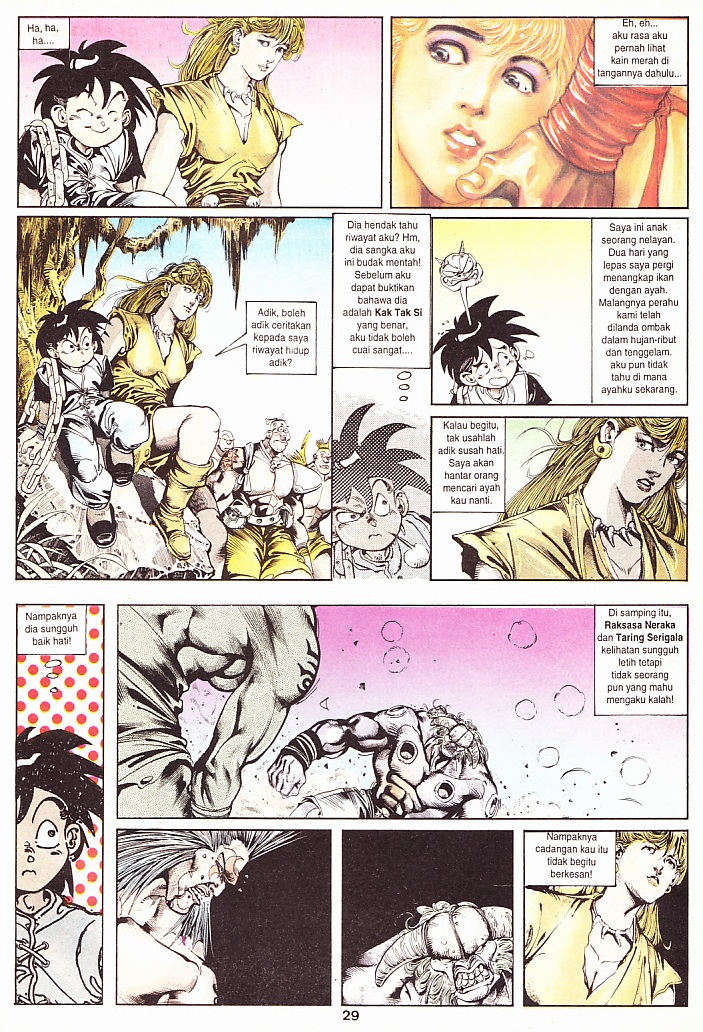 Ha, ha,
ha....
Eh, eh...
aku rasa aku
pernah lihat
kain merah di
tangannya dahulu...
Adik, boleh
adik ceritakan
kepada saya
riwayat hidup
adik?
Dia hendak tahu
riwayat aku? Hm,
dia sangka aku
ini budak mentah!
Sebelum aku
dapat buktikan
bahawa dia
adalah Kak Tak Si
yang benar,
aku tidak boleh
cuai sangat....
Saya ini anak
seorang nelayan.
Dua hari yang
lepas saya pergi
menangkap ikan
dengan ayah.
Malangnya perahu
kami telah
dilanda ombak
dalam hujan-ribut
dan tenggelam.
aku pun tidak
tahu di mana
ayahku sekarang.
Kalau begitu,
tak usahlah
adik susah hati.
Saya akan
hantar orang
mencari ayah
kau nanti.
Nampaknya
dia sungguh
baik hati!
Di samping itu,
Raksasa Neraka
dan Taring Serigala
kelihatan sungguh
letih tetapi
tidak seorang
pun yang mahu
mengaku kalah!
Nampaknya
cadangan kau itu
tidak begitu
berkesan!
29